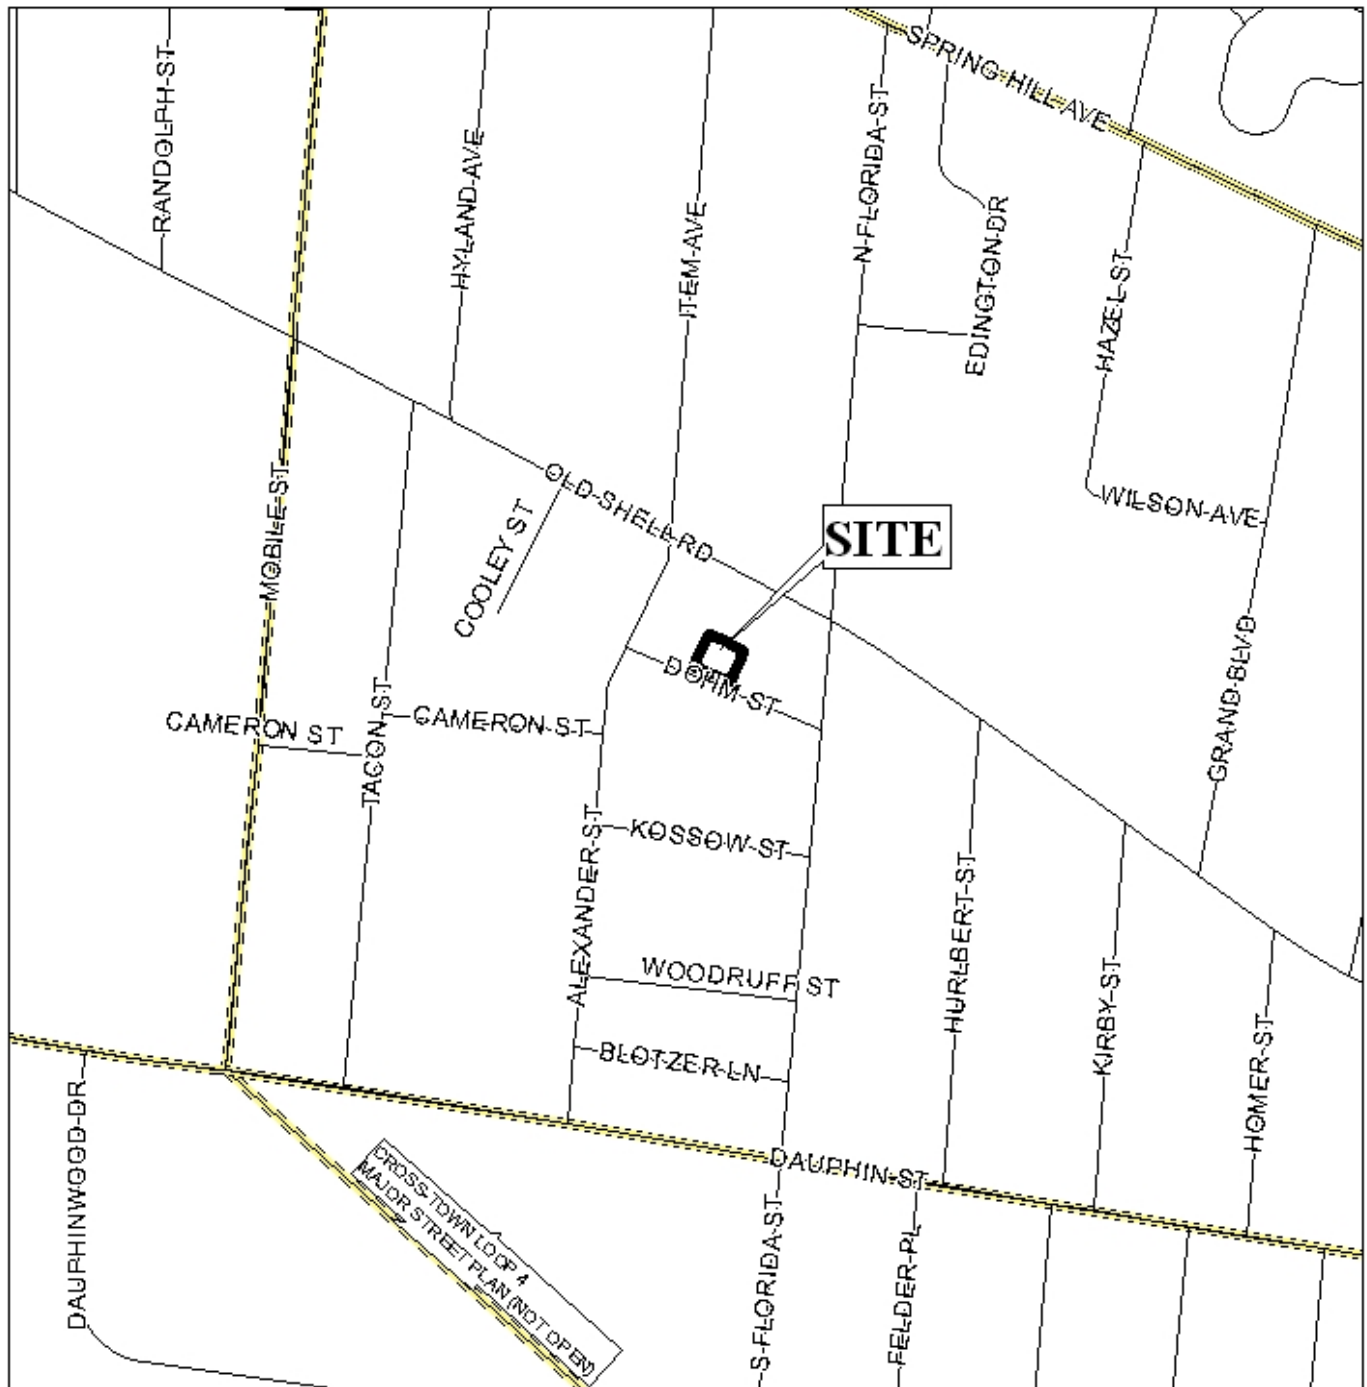 SPRING HILL AVE
RANDOLPH ST
HYLAND AVE
ITEM AVE
N FLORIDA ST
EDINGTON DR
HAZEL ST
MOBILE ST
OLD SHELL RD
COOLEY ST
WILSON AVE
SITE
GRAND BLVD
DOHM ST
TACON ST
CAMERON ST
CAMERON ST
ALEXANDER ST
KOSSOW ST
HURLBERT ST
WOODRUFF ST
KIRBY ST
HOMER ST
BLOTZER LN
DAUPHINWOOD DR
DAUPHIN ST
CROSS-TOWN LOOP 4
MAJOR STREET PLAN (NOT OPEN)
S FLORIDA ST
FELDER PL